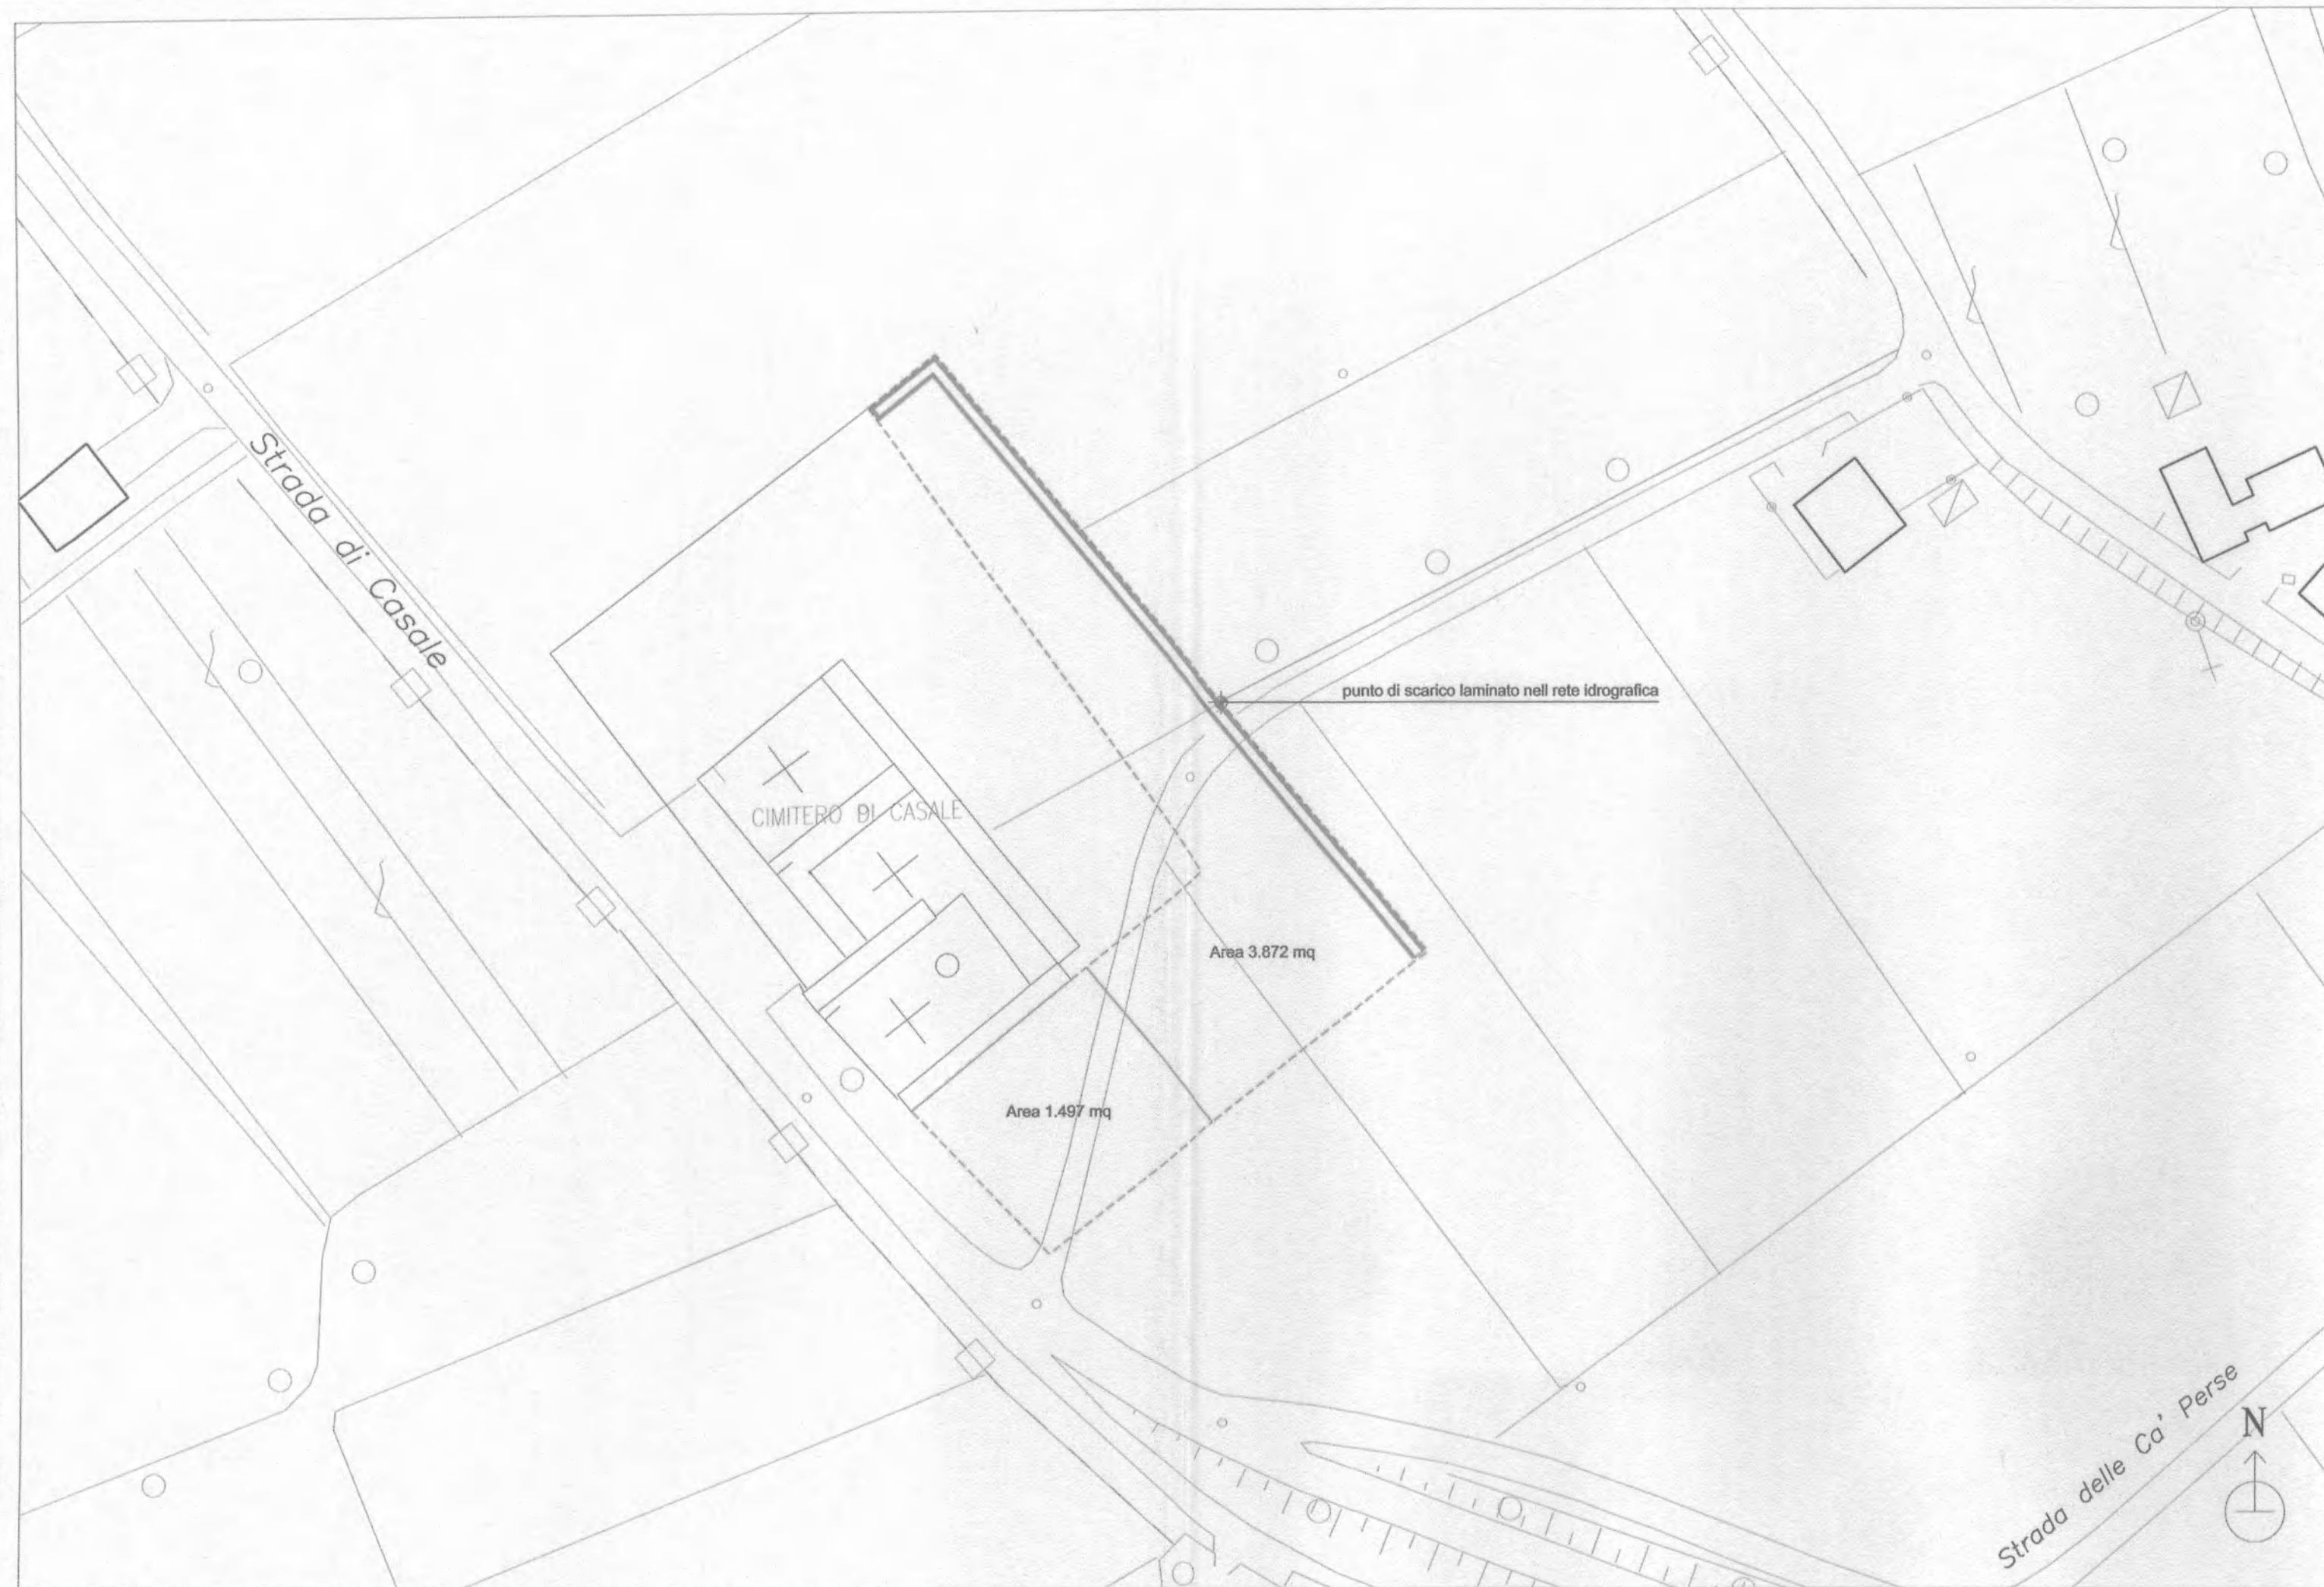 Strada di Casale
punto di scarico laminato nell rete idrografica
CIMITERO DI CASALE
Area 3.872 mq
Area 1.497 mq
Strada delle Ca' Perse
N